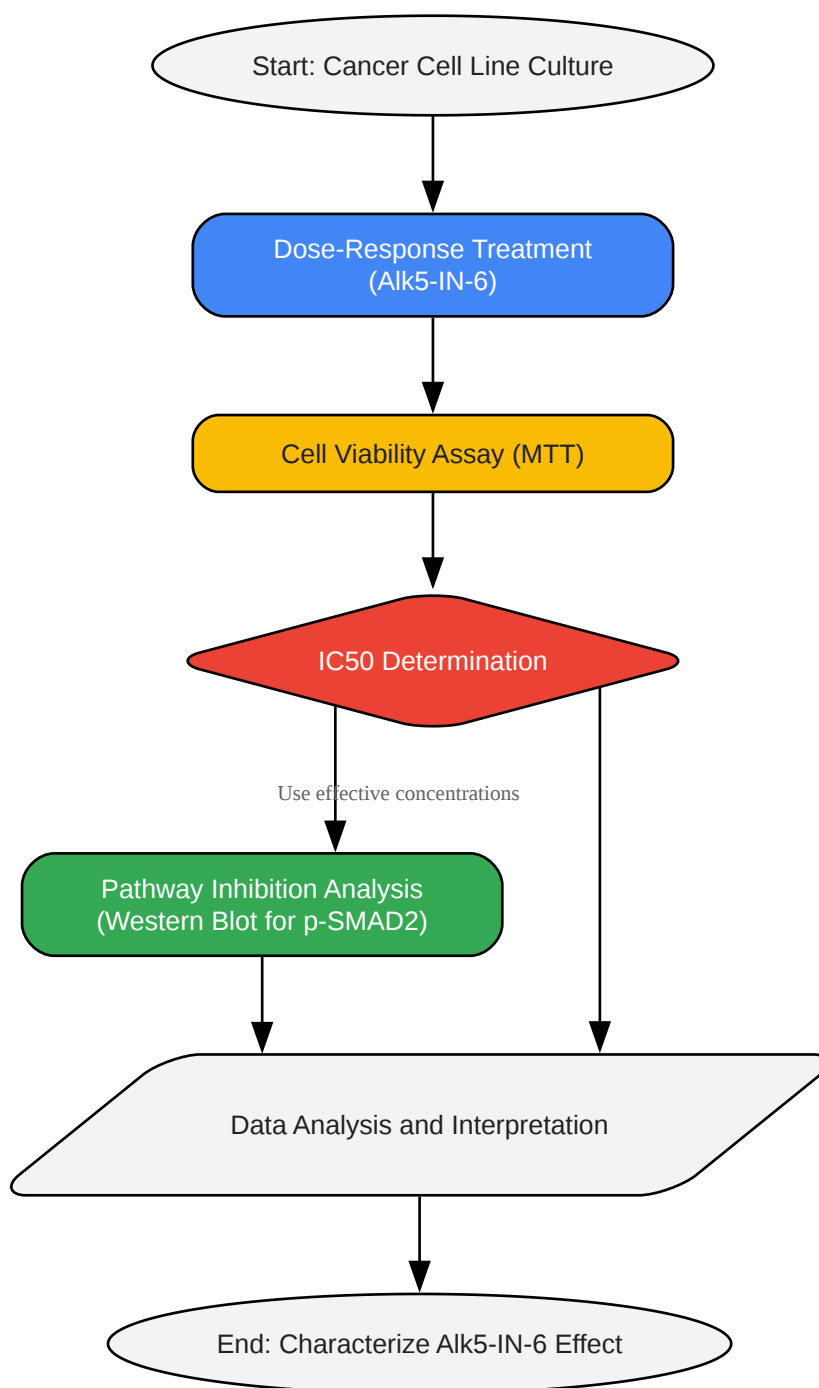 Start: Cancer Cell Line Culture
Dose-Response Treatment
(Alk5-IN-6)
Cell Viability Assay (MTT)
IC50 Determination
Use effective concentrations
Pathway Inhibition Analysis
(Western Blot for p-SMAD2)
Data Analysis and Interpretation
End: Characterize Alk5-IN-6 Effect